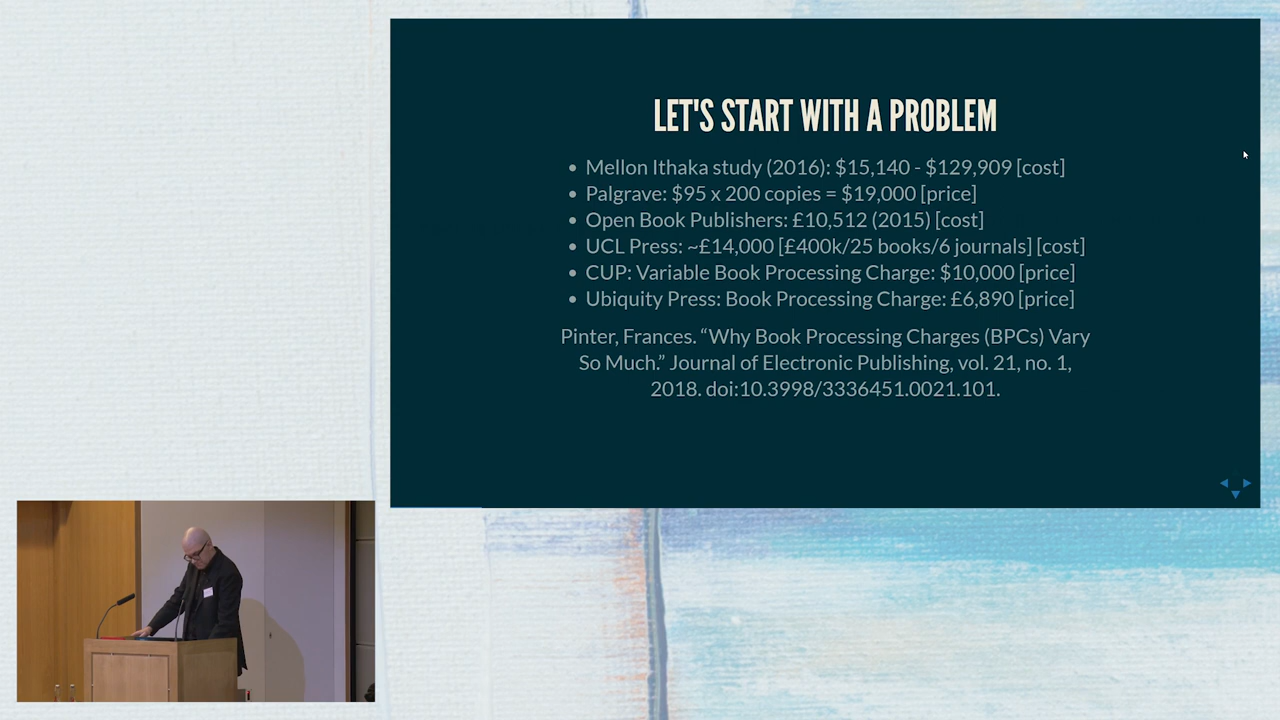 LET'S START WITH A PROBLEM
• Mellon Ithaka study (2016): $15,140 - $129,909 [cost]
• Palgrave: $95 x 200 copies = $19,000 [price]
• Open Book Publishers: £10,512 (2015) [cost]
• UCL Press: ~£14,000 [£400k/25 books/6 journals] [cost]
• CUP: Variable Book Processing Charge: $10,000 [price]
• Ubiquity Press: Book Processing Charge: £6,890 [price]
Pinter, Frances. “Why Book Processing Charges (BPCs) Vary
So Much.” Journal of Electronic Publishing, vol. 21, no. 1,
2018. doi:10.3998/3336451.0021.101.